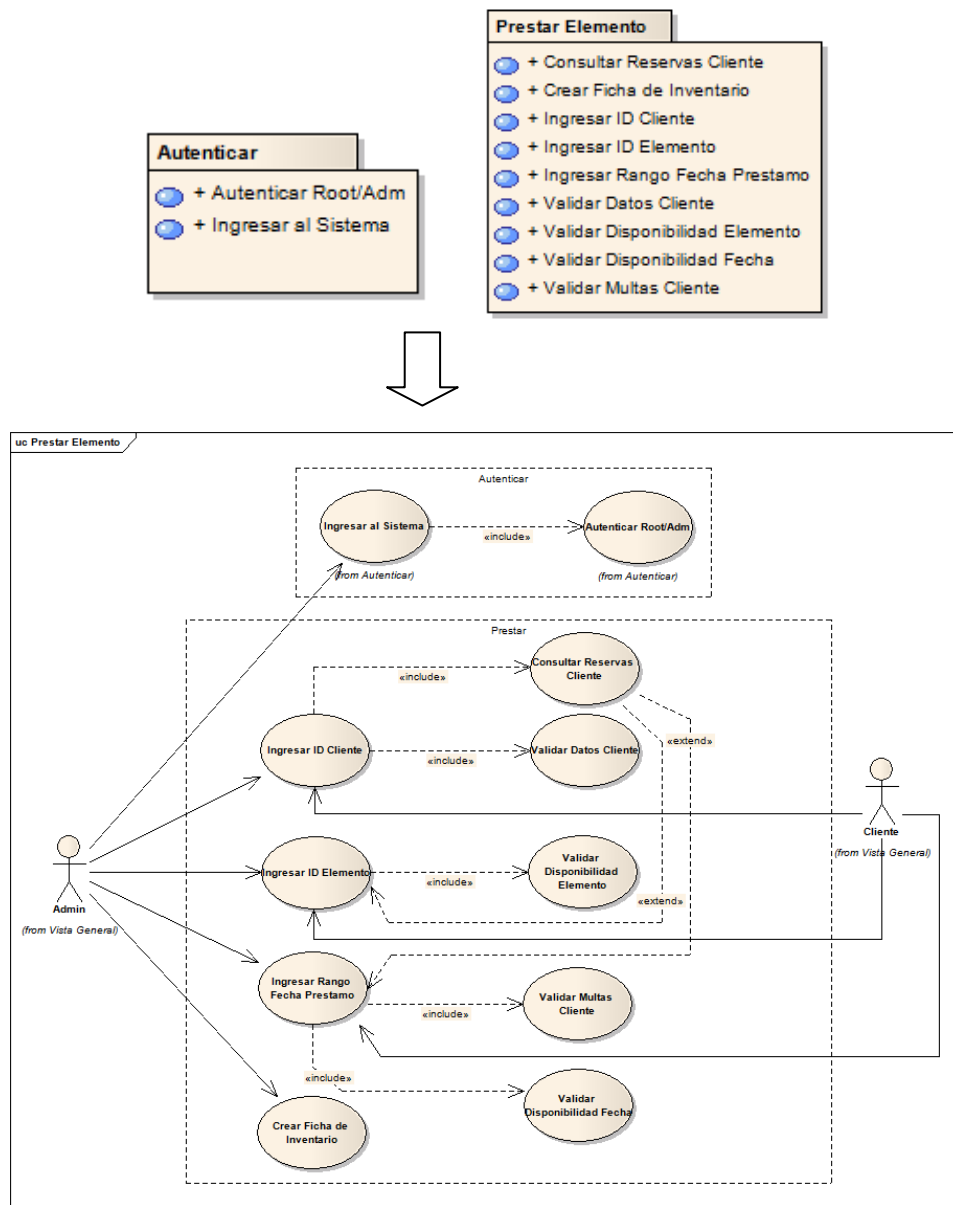 Prestar Elemento
+ Consultar Reservas Cliente
+ Crear Ficha de Inventario
+ Ingresar ID Cliente
+ Ingresar ID Elemento
+ Ingresar Rango Fecha Prestamo
+ Validar Datos Cliente
+ Validar Disponibilidad Elemento
+ Validar Disponibilidad Fecha
+ Validar Multas Cliente
Autenticar
+ Autenticar Root/Adm
+ Ingresar al Sistema
uc Prestar Elemento
Autenticar
Ingresar al Sistema
«include»
Autenticar Root/Adm
(from Autenticar)
(from Autenticar)
Prestar
Consultar Reservas
Cliente
«include»
Ingresar ID Cliente
«include»
Validar Datos Cliente
«extend»
Cliente
(from Vista General)
Admin
(from Vista General)
Ingresar ID Elemento
«include»
Validar
Disponibilidad
Elemento
«extend»
Ingresar Rango
Fecha Prestamo
«include»
Validar Multas
Cliente
«include»
Validar
Disponibilidad Fecha
Crear Ficha de
Inventario